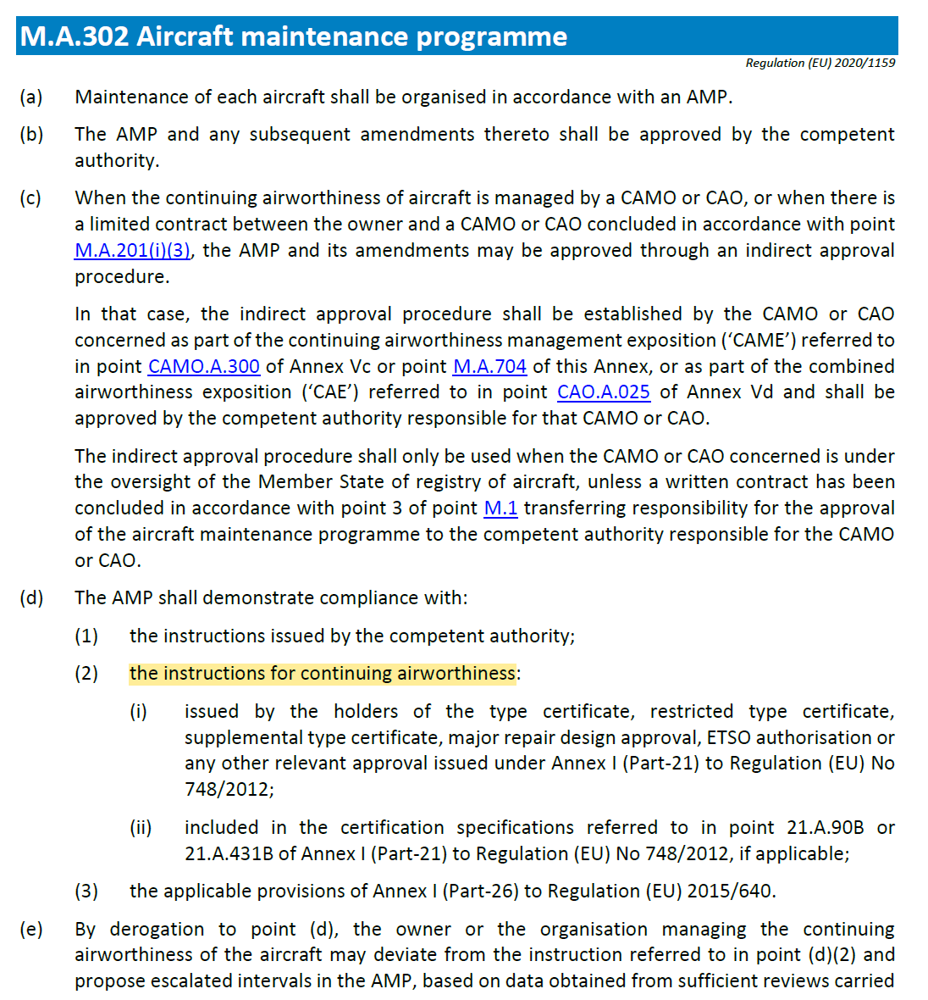 M.A.302 Aircraft maintenance programme
Regulation (EU) 2020/1159
(a) Maintenance of each aircraft shall be organised in accordance with an AMP.
(b) The AMP and any subsequent amendments thereto shall be approved by the competent
authority.
(c) When the continuing airworthiness of aircraft is managed by a CAMO or CAO, or when there is
a limited contract between the owner and a CAMO or CAO concluded in accordance with point
M.A.201(i)(3), the AMP and its amendments may be approved through an indirect approval
procedure.
In that case, the indirect approval procedure shall be established by the CAMO or CAO
concerned as part of the continuing airworthiness management exposition (‘CAME’) referred to
in point CAMO.A.300 of Annex Vc or point M.A.704 of this Annex, or as part of the combined
airworthiness exposition (‘CAE’) referred to in point CAO.A.025 of Annex Vd and shall be
approved by the competent authority responsible for that CAMO or CAO.
The indirect approval procedure shall only be used when the CAMO or CAO concerned is under
the oversight of the Member State of registry of aircraft, unless a written contract has been
concluded in accordance with point 3 of point M.1 transferring responsibility for the approval
of the aircraft maintenance programme to the competent authority responsible for the CAMO
or CAO.
(d) The AMP shall demonstrate compliance with:
(1) the instructions issued by the competent authority;
(2) the instructions for continuing airworthiness:
(i) issued by the holders of the type certificate, restricted type certificate,
supplemental type certificate, major repair design approval, ETSO authorisation or
any other relevant approval issued under Annex I (Part-21) to Regulation (EU) No
748/2012;
(ii) included in the certification specifications referred to in point 21.A.90B or
21.A.431B of Annex I (Part-21) to Regulation (EU) No 748/2012, if applicable;
(3) the applicable provisions of Annex I (Part-26) to Regulation (EU) 2015/640.
(e) By derogation to point (d), the owner or the organisation managing the continuing
airworthiness of the aircraft may deviate from the instruction referred to in point (d)(2) and
propose escalated intervals in the AMP, based on data obtained from sufficient reviews carried